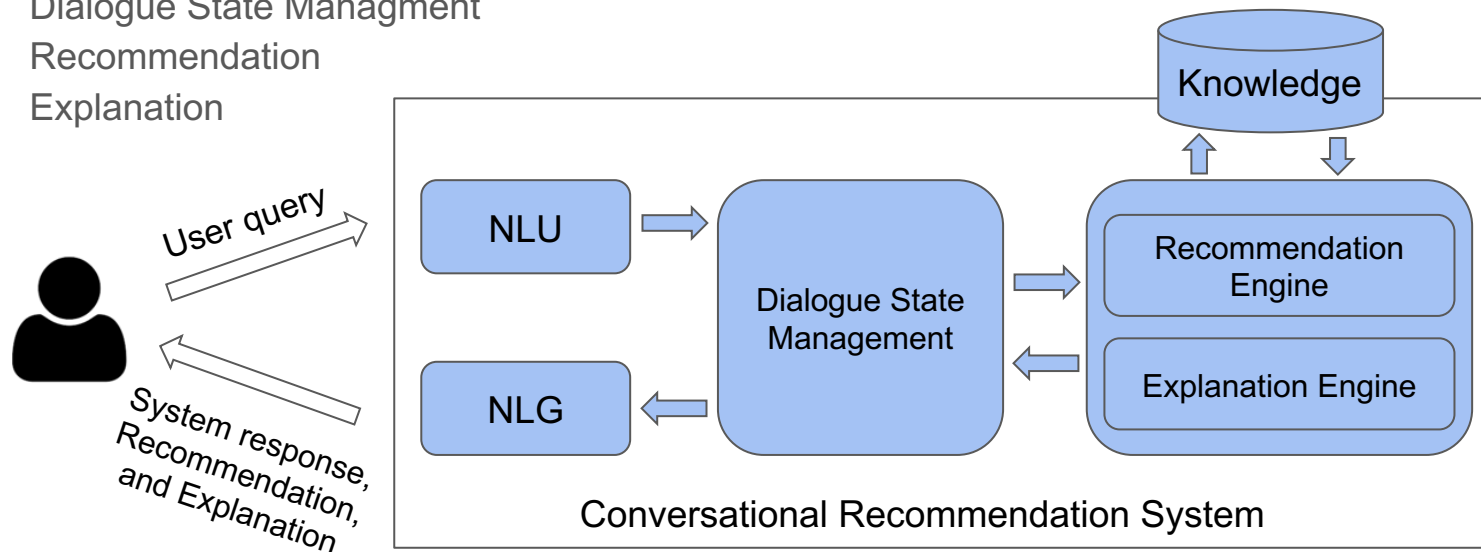 Dialogue State Managment
Recommendation
Explanation
Knowledge
User query
NLU
Recommendation
Engine
Dialogue State
Management
Explanation Engine
NLG
System response,
Recommendation,
and Explanation
Conversational Recommendation System